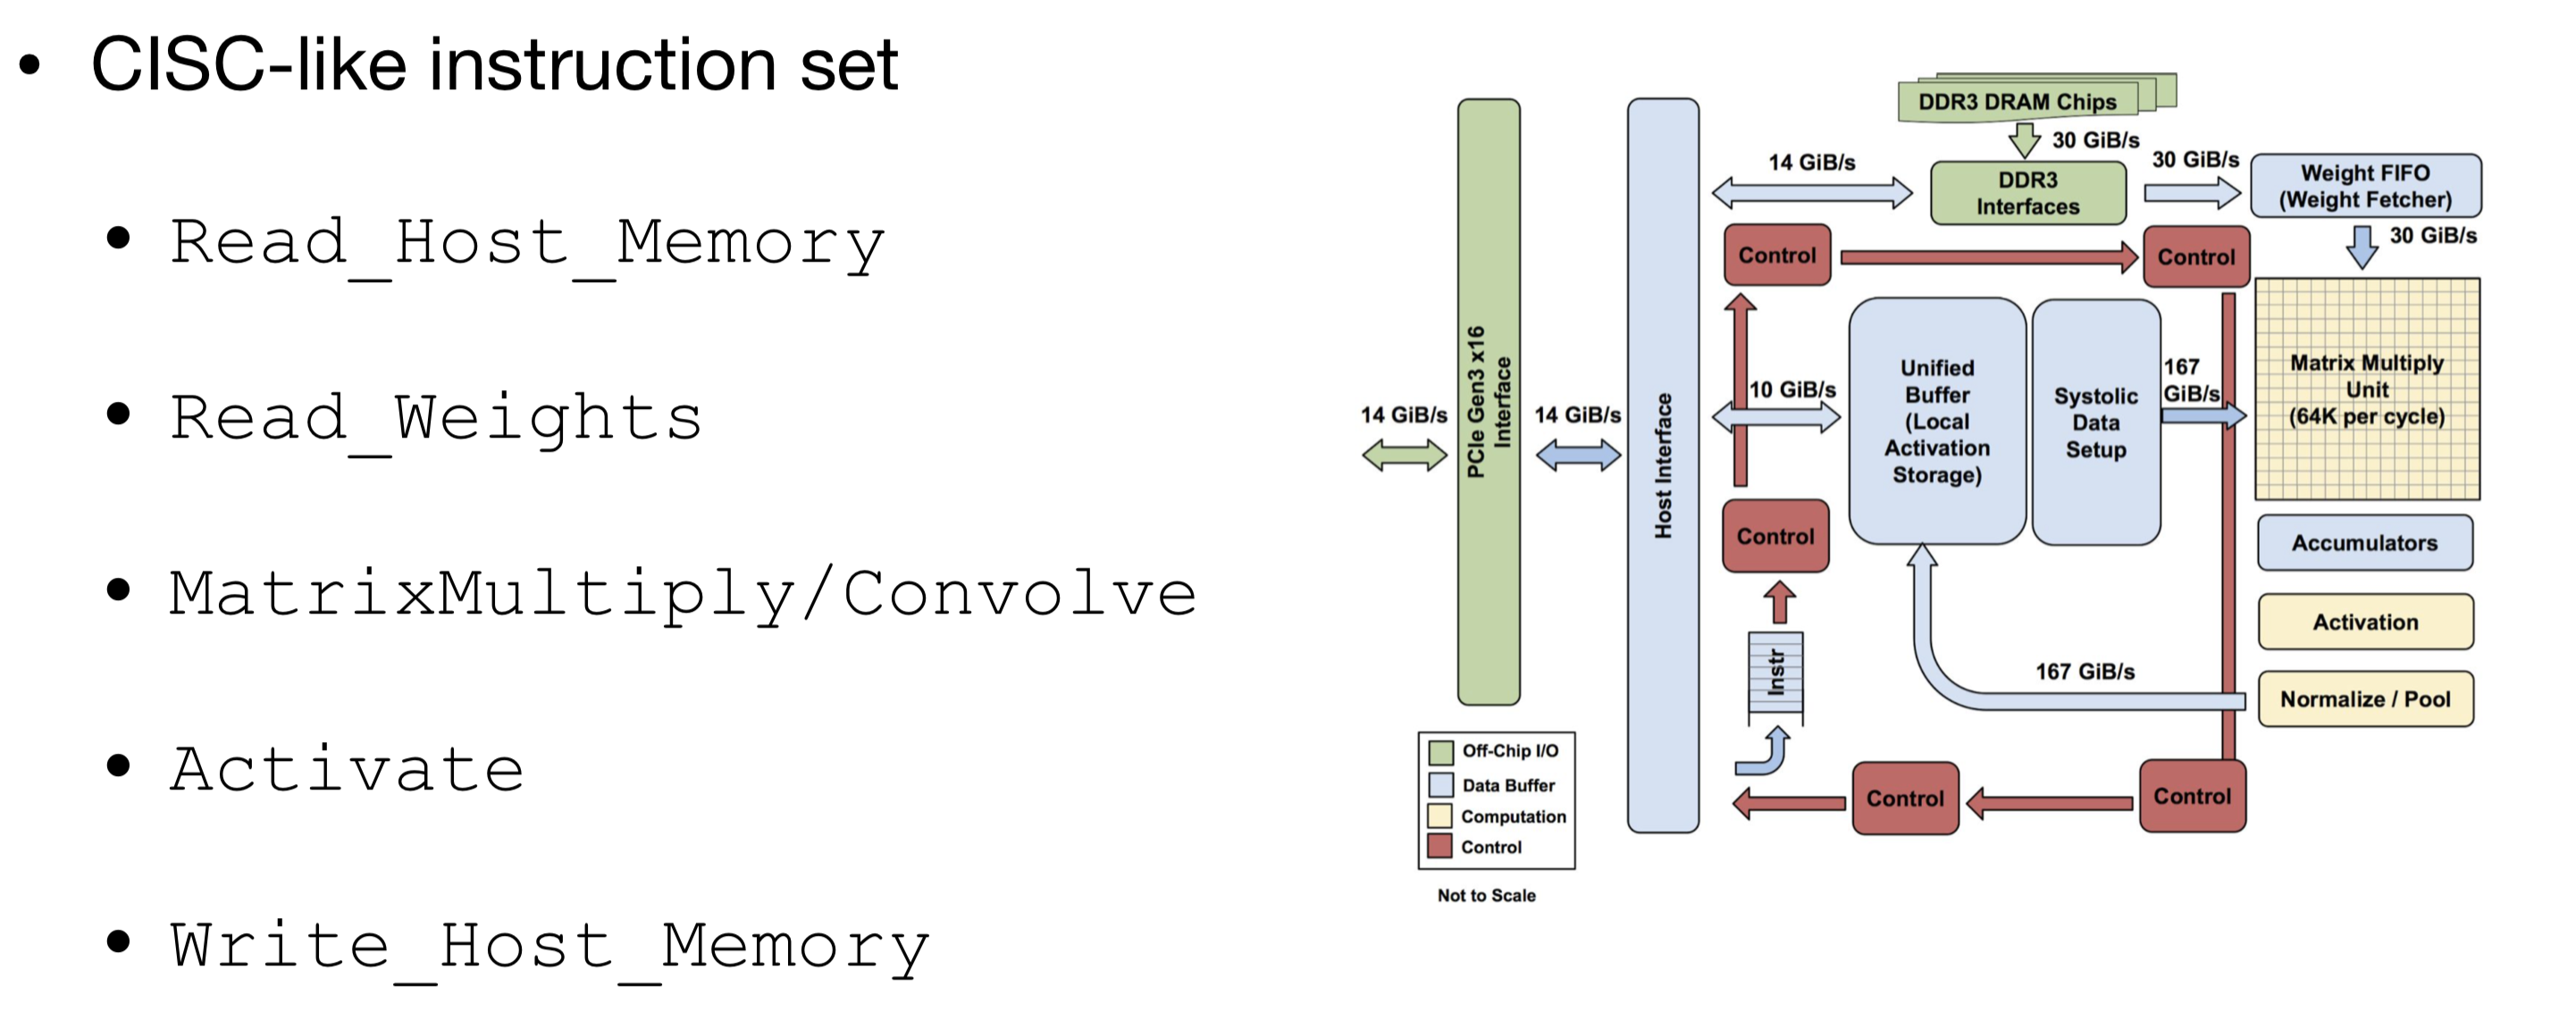 • CISC-like instruction set
• Read_Host_Memory
• Read_Weights
• MatrixMultiply/Convolve
• Activate
• Write_Host_Memory
DDR3 DRAM Chips
30 GiB/s
14 GiB/s
DDR3
Interfaces
30 GiB/s
Weight FIFO
(Weight Fetcher)
30 GiB/s
Control
Control
14 GiB/s
PCIe Gen3 x16
Interface
14 GiB/s
Host Interface
10 GiB/s
Unified
Buffer
(Local
Activation
Storage)
Systolic
Data
Setup
167
GiB/s
Matrix Multiply
Unit
(64K per cycle)
Control
Accumulators
Activation
Instr
167 GiB/s
Normalize / Pool
Control
Control
Off-Chip I/O
Data Buffer
Computation
Control
Not to Scale